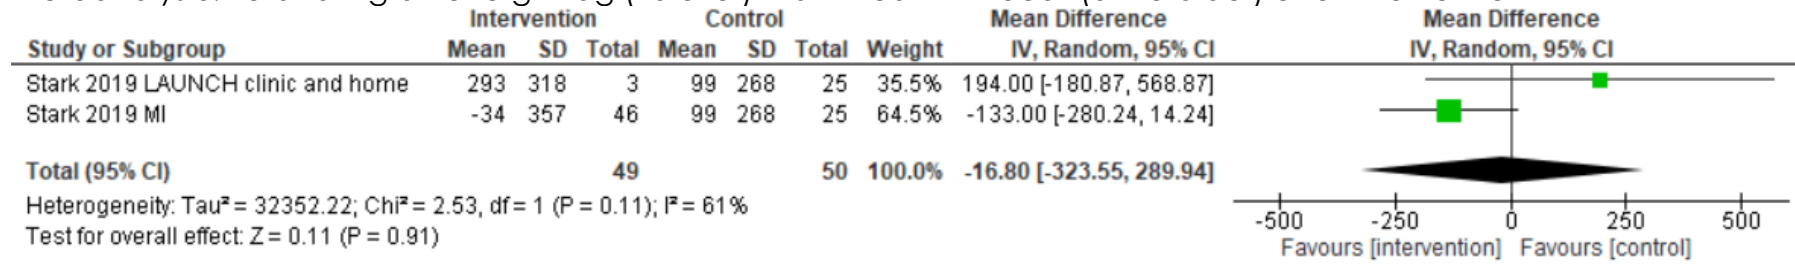 Intervention Control Mean Difference Mean Difference
Study or Subgroup Mean SD Total Mean SD Total Weight IV, Random, 95% CI IV, Random, 95% CI
Stark 2019 LAUNCH clinic and home 293 318 3 99 268 25 35.5% 194.00 [-180.87, 568.87]
Stark 2019 MI -34 357 46 99 268 25 64.5% -133.00 [-280.24, 14.24]
Total (95% CI) 49 50 100.0% -16.80 [-323.55, 289.94]
Heterogeneity: Tau² = 32352.22; Chi² = 2.53, df = 1 (P = 0.11); I² = 61%
Test for overall effect: Z = 0.11 (P = 0.91)
-500 -250 0 250 500
Favours [intervention] Favours [control]